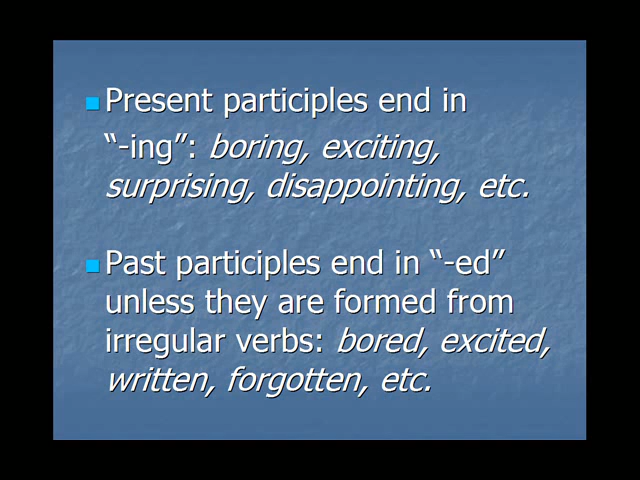 Present participles end in
“-ing”: boring, exciting,
surprising, disappointing, etc.
Past participles end in “-ed”
unless they are formed from
irregular verbs: bored, excited,
written, forgotten, etc.